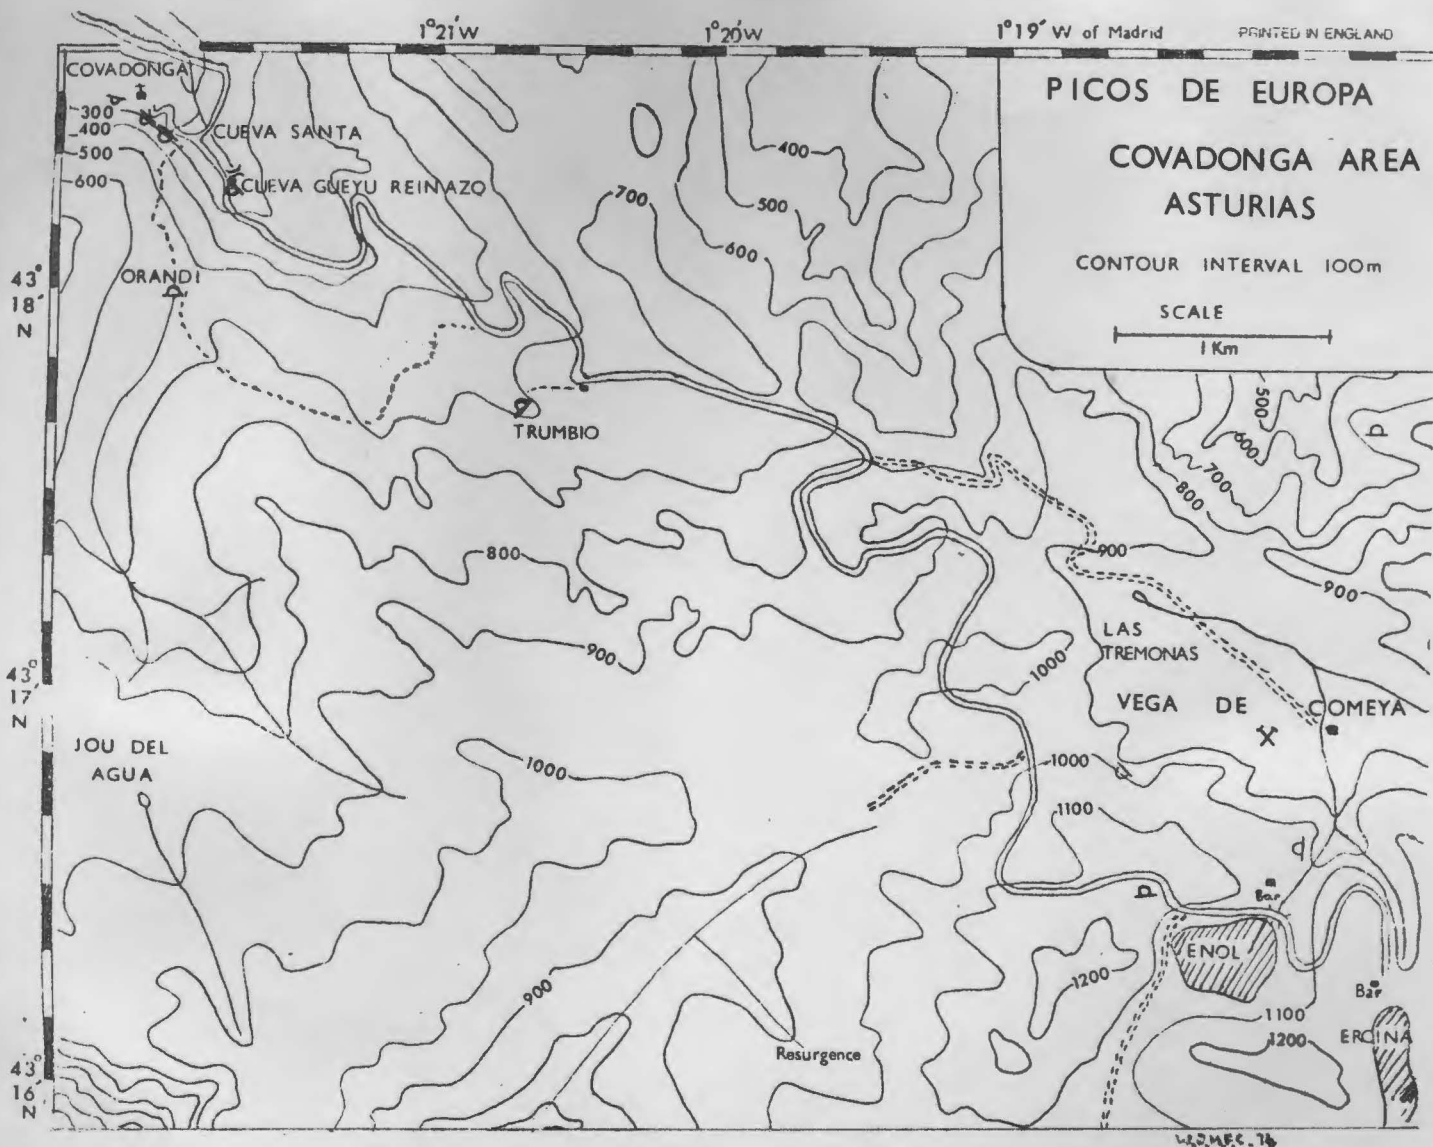 1°21' W
1°20' W
1°19' W of Madrid
PRINTED IN ENGLAND
PICOS DE EUROPA
COVADONGA AREA
ASTURIAS
CONTOUR INTERVAL 100m
SCALE
1 Km
COVADONGA
300
400
500
600
CUEVA SANTA
CUEVA GUEYU REINAZO
ORANDI
43°
18'
N
400
500
600
700
TRUMBIO
500
600
700
800
900
900
800
900
LAS
TREMONAS
1000
VEGA DE COMEYA
43°
17'
N
JOU DEL
AGUA
1000
1000
1100
Bar
ENOL
1200
900
Bar
1100
1200
ERCINA
Resurgence
43°
16'
N